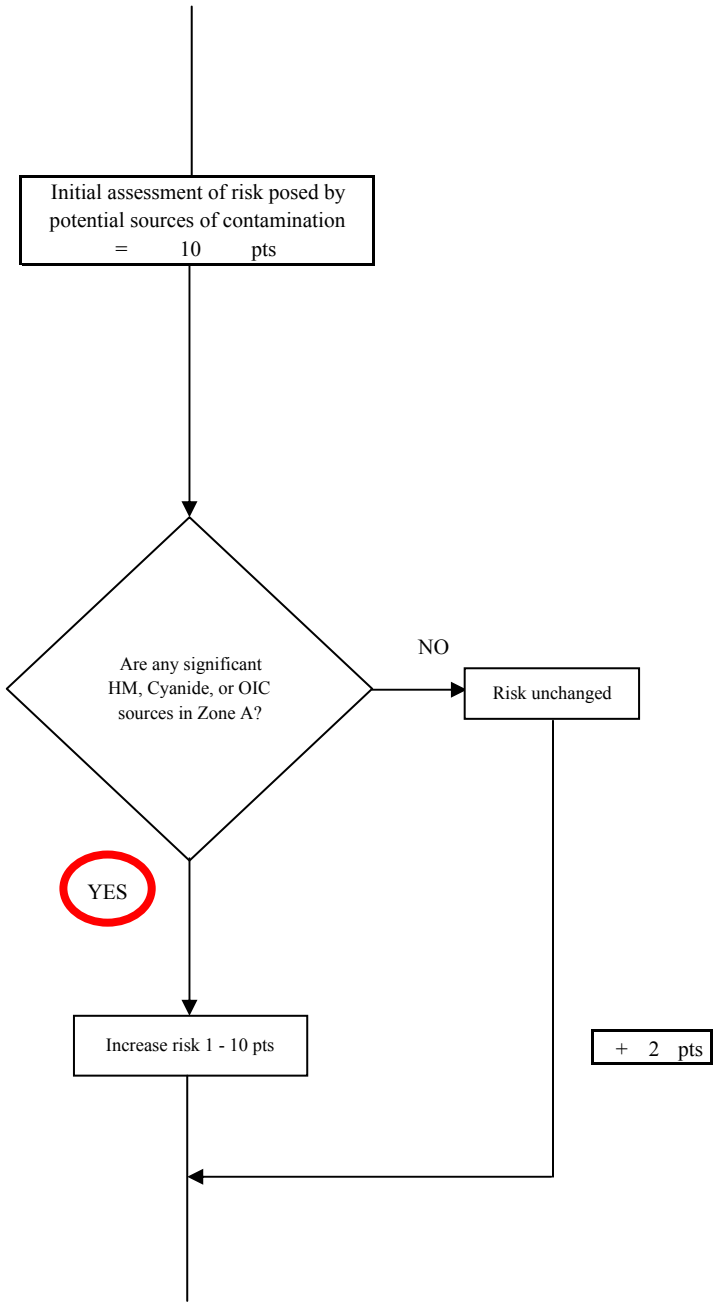 Initial assessment of risk posed by
potential sources of contamination
= 10 pts
Are any significant
HM, Cyanide, or OIC
sources in Zone A?
NO
Risk unchanged
YES
Increase risk 1 - 10 pts
+ 2 pts